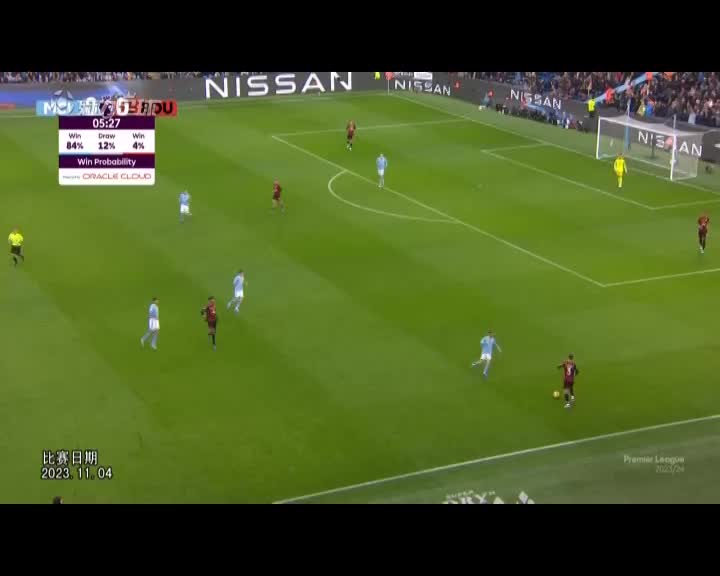 NISSAN
NISSAN
NISSAN
05:27
Win Draw Win
84% 12% 4%
Win Probability
ORACLE CLOUD
比赛日期
2023.11.04
Premier League
2023/24
SUPER